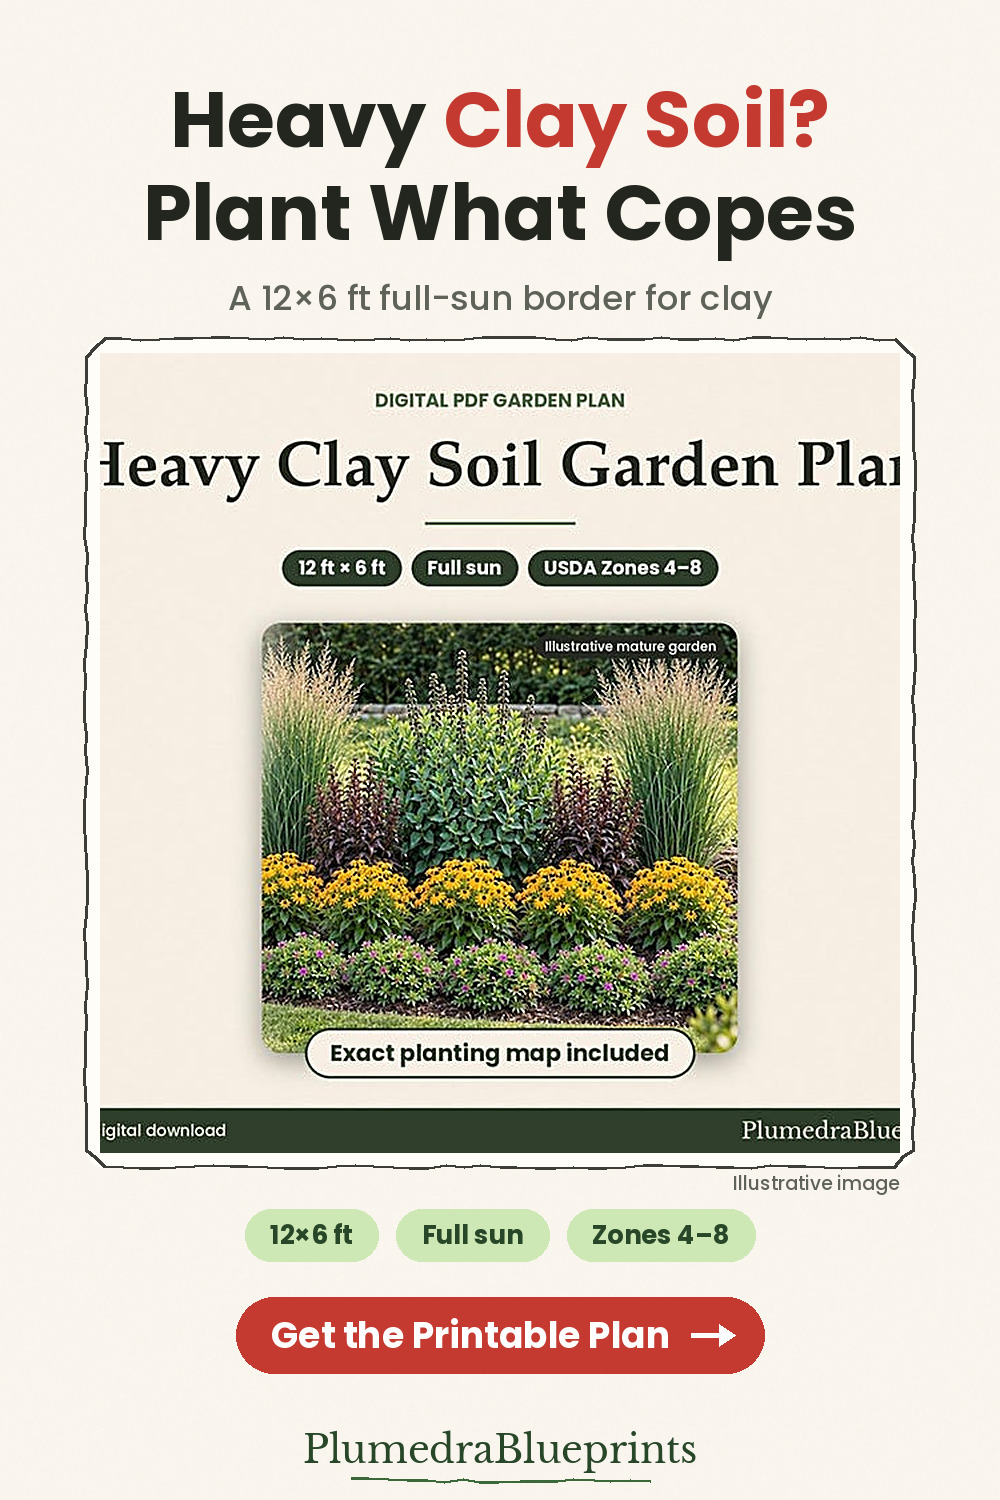 Heavy Clay Soil?
Plant What Copes
A 12×6 ft full-sun border for clay
DIGITAL PDF GARDEN PLAN
Heavy Clay Soil Garden Plan
12 ft × 6 ft Full sun USDA Zones 4–8
Illustrative mature garden
Exact planting map included
igital download PlumedraBlue
Illustrative image
12×6 ft Full sun Zones 4–8
Get the Printable Plan →
PlumedraBlueprints